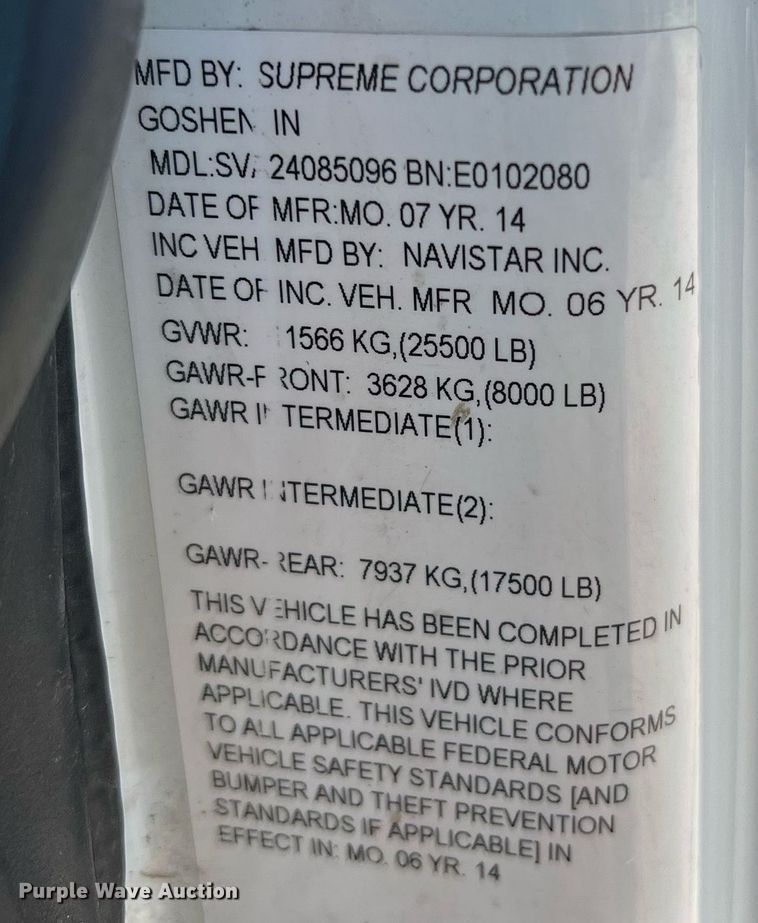 MFD BY: SUPREME CORPORATION
GOSHEN IN
MDL:SV 24085096 BN:E0102080
DATE OF MFR:MO. 07 YR. 14
INC VEH MFD BY: NAVISTAR INC.
DATE OF INC. VEH. MFR MO. 06 YR. 14
GVWR: 1566 KG,(25500 LB)
GAWR-FRONT: 3628 KG,(8000 LB)
GAWR INTERMEDIATE(1):
GAWR INTERMEDIATE(2):
GAWR-REAR: 7937 KG,(17500 LB)
THIS VEHICLE HAS BEEN COMPLETED IN
ACCORDANCE WITH THE PRIOR
MANUFACTURERS' IVD WHERE
APPLICABLE. THIS VEHICLE CONFORMS
TO ALL APPLICABLE FEDERAL MOTOR
VEHICLE SAFETY STANDARDS [AND
BUMPER AND THEFT PREVENTION
STANDARDS IF APPLICABLE] IN
EFFECT IN: MO. 06 YR. 14
Purple Wave Auction